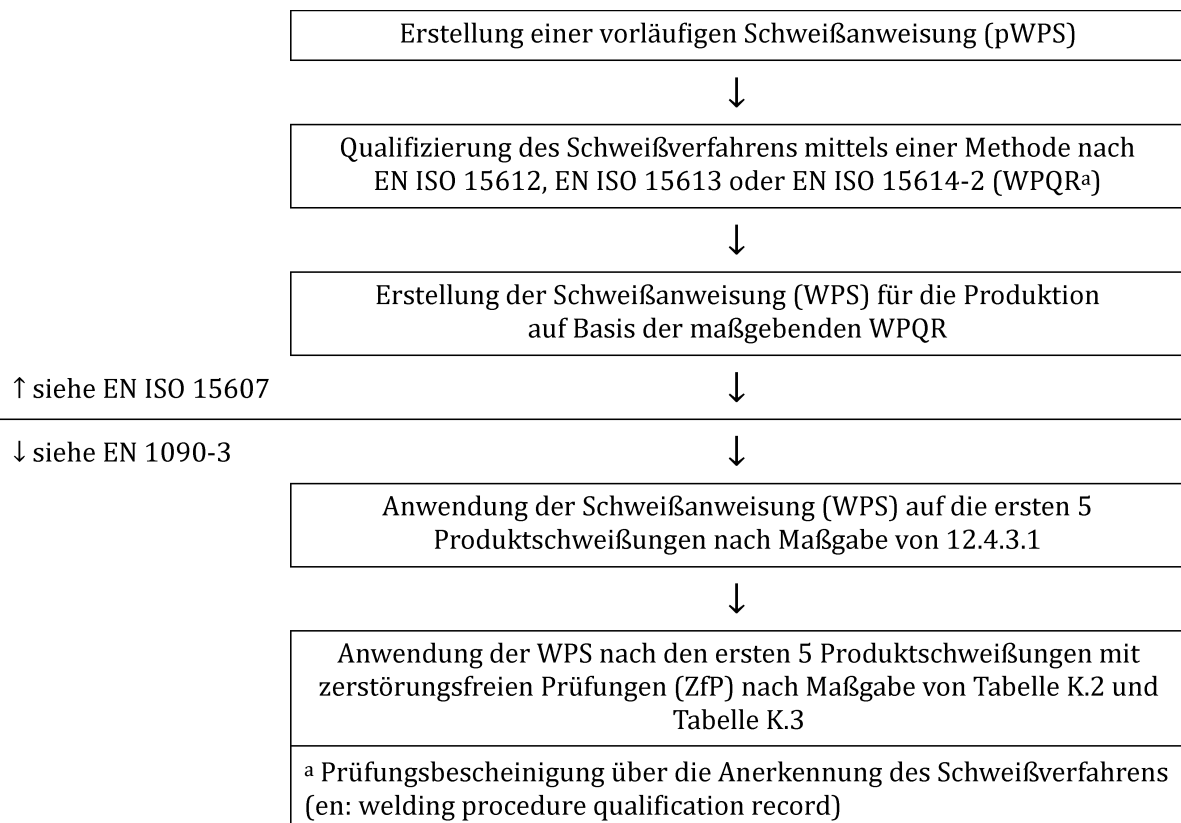 Erstellung einer vorläufigen Schweißanweisung (pWPS)
↓
Qualifizierung des Schweißverfahrens mittels einer Methode nach
EN ISO 15612, EN ISO 15613 oder EN ISO 15614-2 (WPQRᵃ)
↓
Erstellung der Schweißanweisung (WPS) für die Produktion
auf Basis der maßgebenden WPQR
↑ siehe EN ISO 15607 ↓
↓ siehe EN 1090-3 ↓
Anwendung der Schweißanweisung (WPS) auf die ersten 5
Produktschweißungen nach Maßgabe von 12.4.3.1
↓
Anwendung der WPS nach den ersten 5 Produktschweißungen mit
zerstörungsfreien Prüfungen (ZfP) nach Maßgabe von Tabelle K.2 und
Tabelle K.3
ᵃ Prüfungsbescheinigung über die Anerkennung des Schweißverfahrens
(en: welding procedure qualification record)